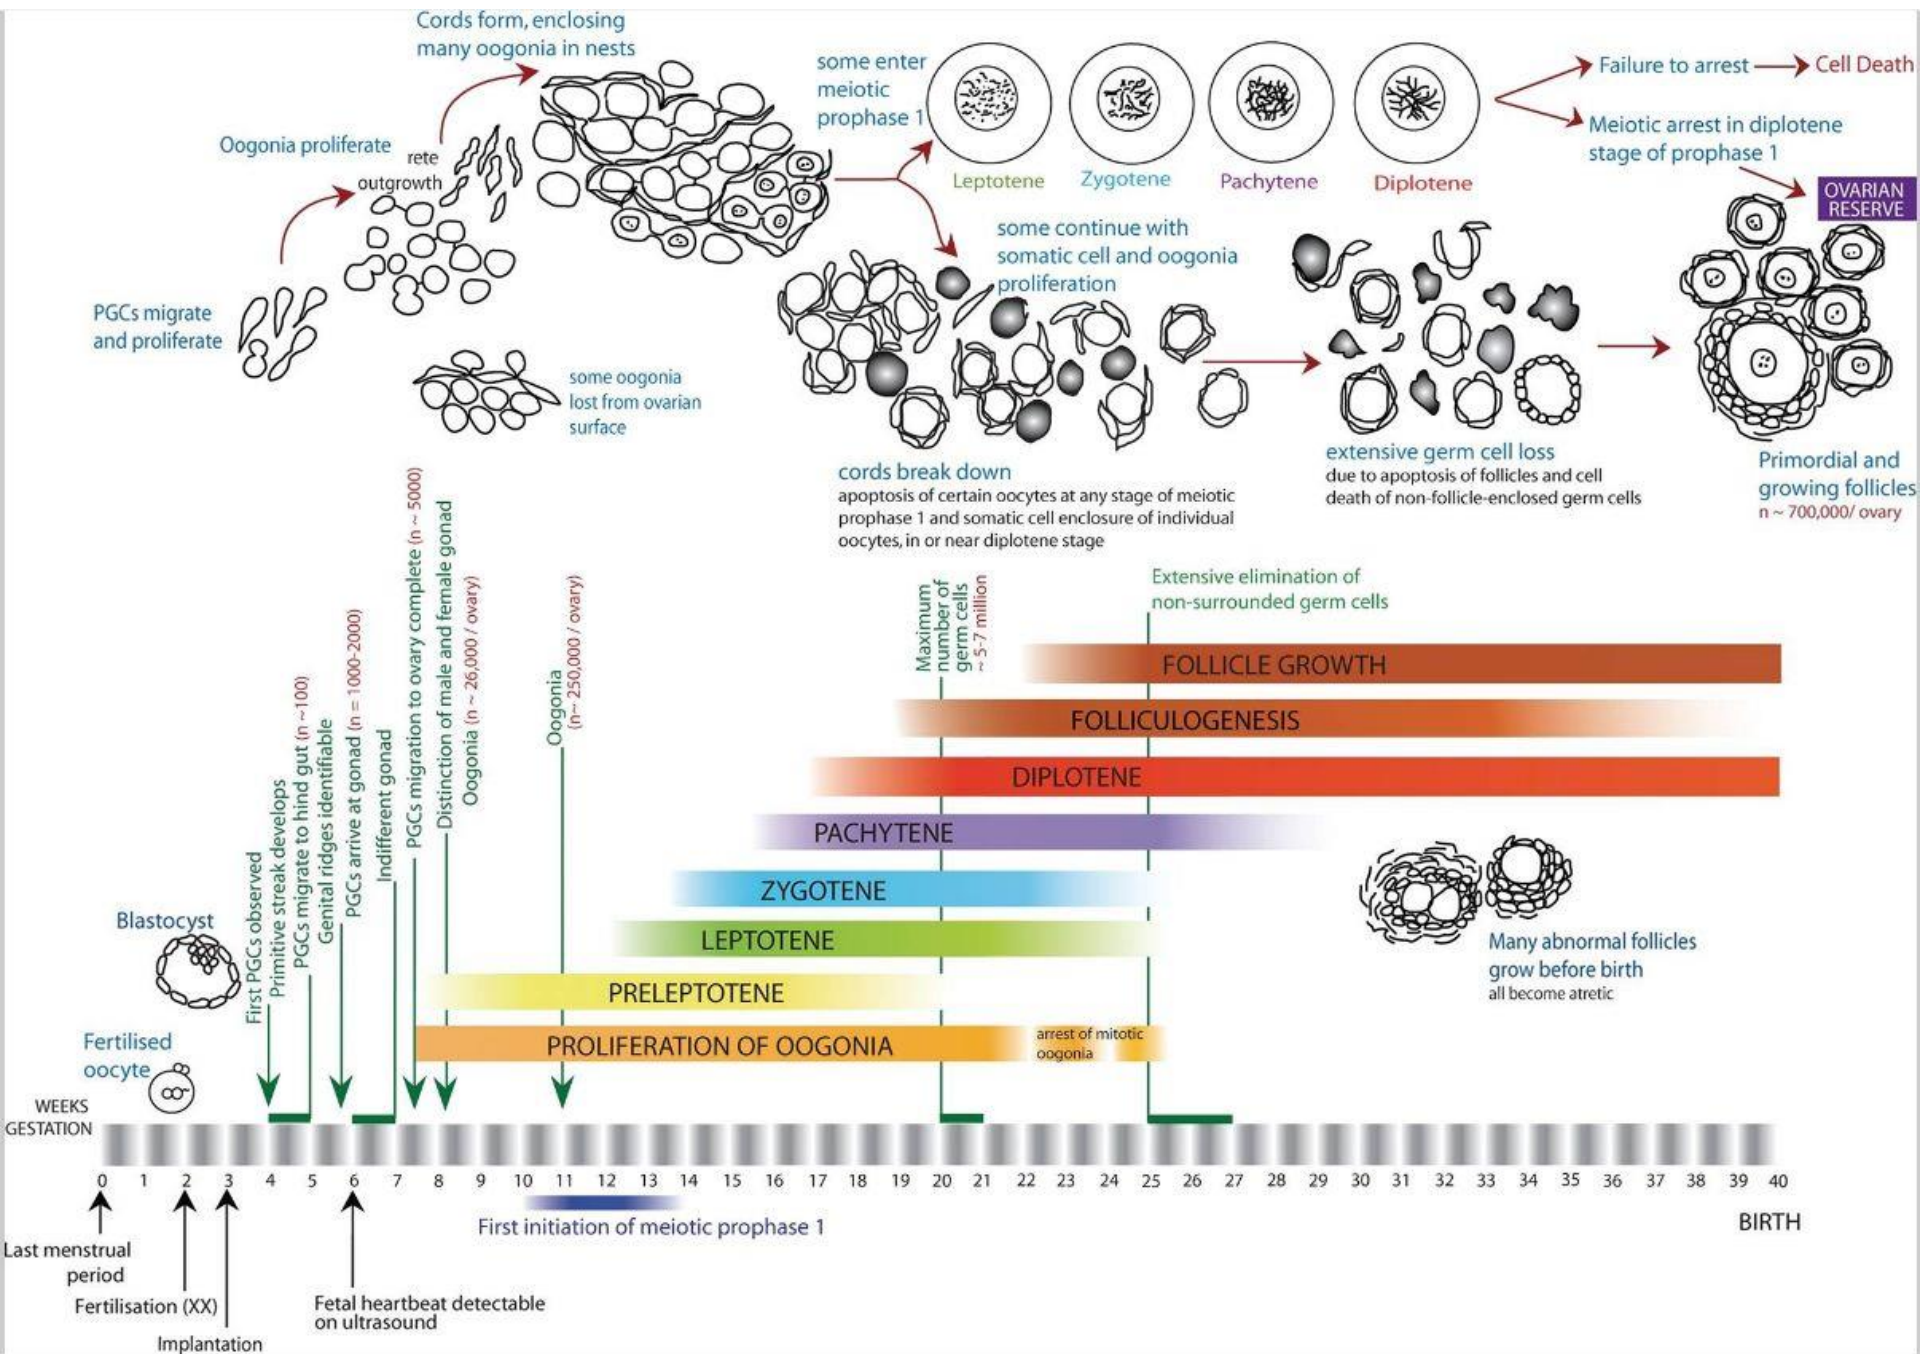 Cords form, enclosing
many oogonia in nests
some enter
meiotic
prophase 1
Failure to arrest
Cell Death
Meiotic arrest in diplotene
stage of prophase 1
OVARIAN
RESERVE
Oogonia proliferate
rete
outgrowth
Leptotene
Zygotene
Pachytene
Diplotene
some continue with
somatic cell and oogonia
proliferation
PGCs migrate
and proliferate
some oogonia
lost from ovarian
surface
cords break down
apoptosis of certain oocytes at any stage of meiotic
prophase 1 and somatic cell enclosure of individual
oocytes, in or near diplotene stage
extensive germ cell loss
due to apoptosis of follicles and cell
death of non-follicle-enclosed germ cells
Primordial and
growing follicles
n ~ 700,000/ ovary
First PGCs observed
Primitive streak develops
PGCs migrate to hind gut (n ~100)
Genital ridges identifiable
PGCs arrive at gonad (n = 1000-2000)
Indifferent gonad
PGCs migration to ovary complete (n ~ 5000)
Distinction of male and female gonad
Oogonia (n ~ 26,000 / ovary)
Oogonia
(n ~ 250,000 / ovary)
Maximum
number of
germ cells
~ 5-7 million
Extensive elimination of
non-surrounded germ cells
FOLLICLE GROWTH
FOLLICULOGENESIS
DIPLOTENE
PACHYTENE
ZYGOTENE
LEPTOTENE
PRELEPTOTENE
PROLIFERATION OF OOGONIA
arrest of mitotic
oogonia
Many abnormal follicles
grow before birth
all become atretic
Blastocyst
Fertilised
oocyte
WEEKS
GESTATION
0 1 2 3 4 5 6 7 8 9 10 11 12 13 14 15 16 17 18 19 20 21 22 23 24 25 26 27 28 29 30 31 32 33 34 35 36 37 38 39 40
First initiation of meiotic prophase 1
BIRTH
Last menstrual
period
Fertilisation (XX)
Implantation
Fetal heartbeat detectable
on ultrasound